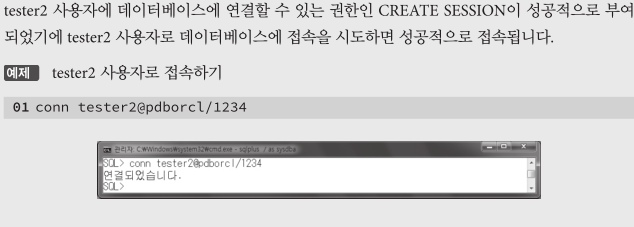 tester2 사용자에 데이터베이스에 연결할 수 있는 권한인 CREATE SESSION이 성공적으로 부여
되었기에 tester2 사용자로 데이터베이스에 접속을 시도하면 성공적으로 접속됩니다.
예제 tester2 사용자로 접속하기
01 conn tester2@pdborcl/1234
관리자: C:₩Windows₩system32₩cmd.exe - sqlplus / as sysdba
SQL> conn tester2@pdborcl/1234
연결되었습니다.
SQL>